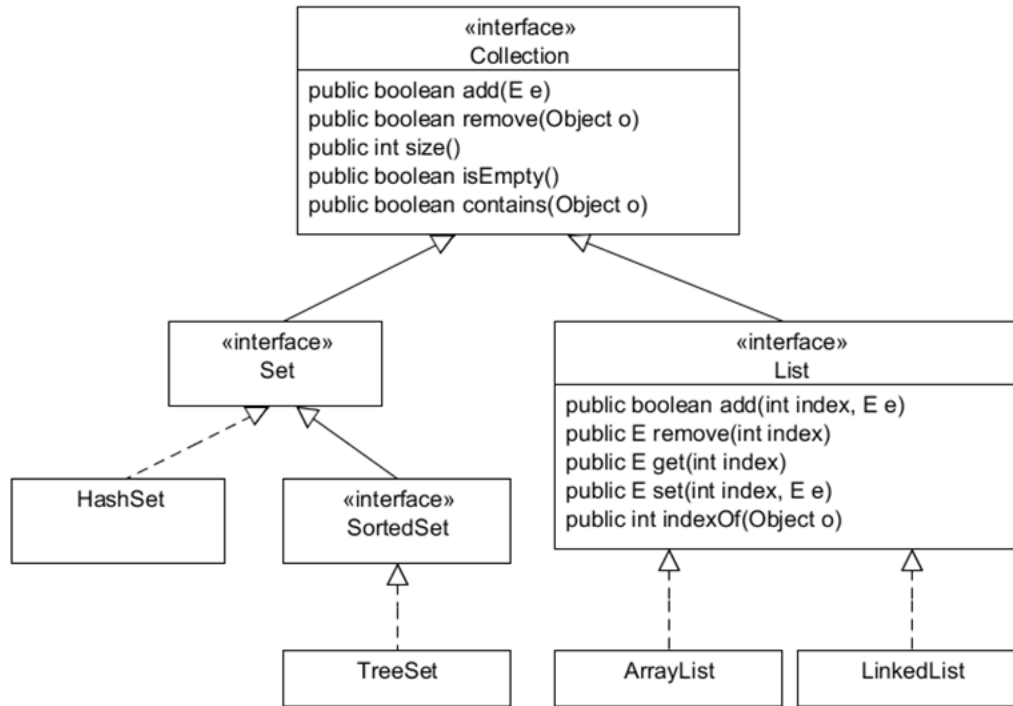 «interface»
Collection
public boolean add(E e)
public boolean remove(Object o)
public int size()
public boolean isEmpty()
public boolean contains(Object o)
«interface»
Set
«interface»
List
public boolean add(int index, E e)
public E remove(int index)
public E get(int index)
public E set(int index, E e)
public int indexOf(Object o)
HashSet
«interface»
SortedSet
TreeSet
ArrayList
LinkedList